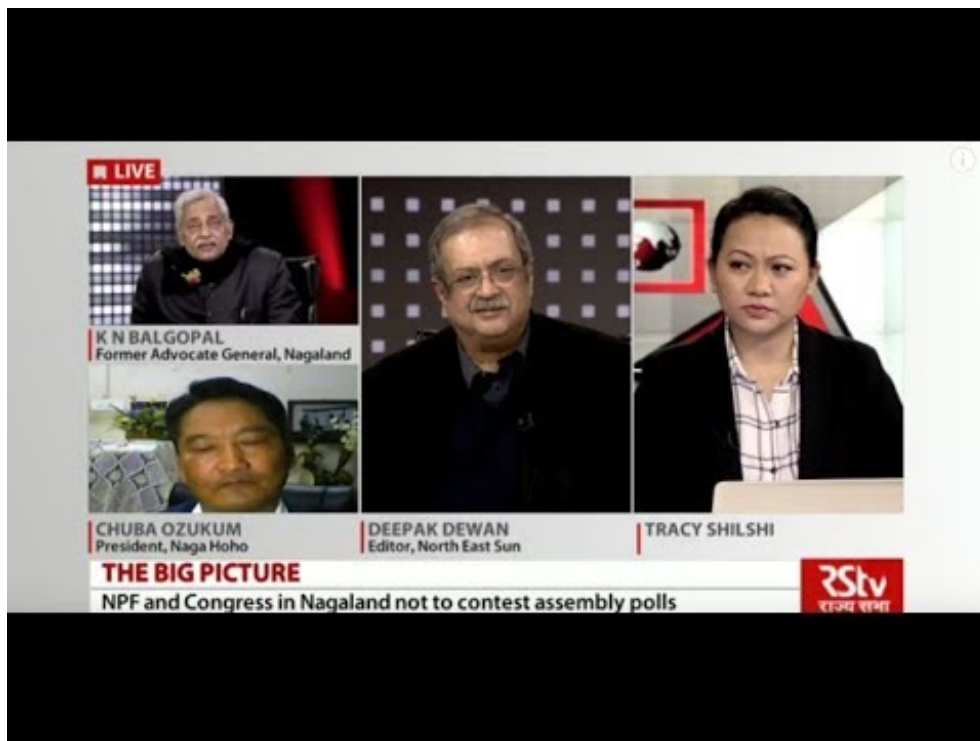 LIVE
K N BALGOPAL
Former Advocate General, Nagaland
CHUBA OZUKUM
President, Naga Hoho
DEEPAK DEWAN
Editor, North East Sun
TRACY SHILSHI
THE BIG PICTURE
NPF and Congress in Nagaland not to contest assembly polls
RStv
राज्य सभा